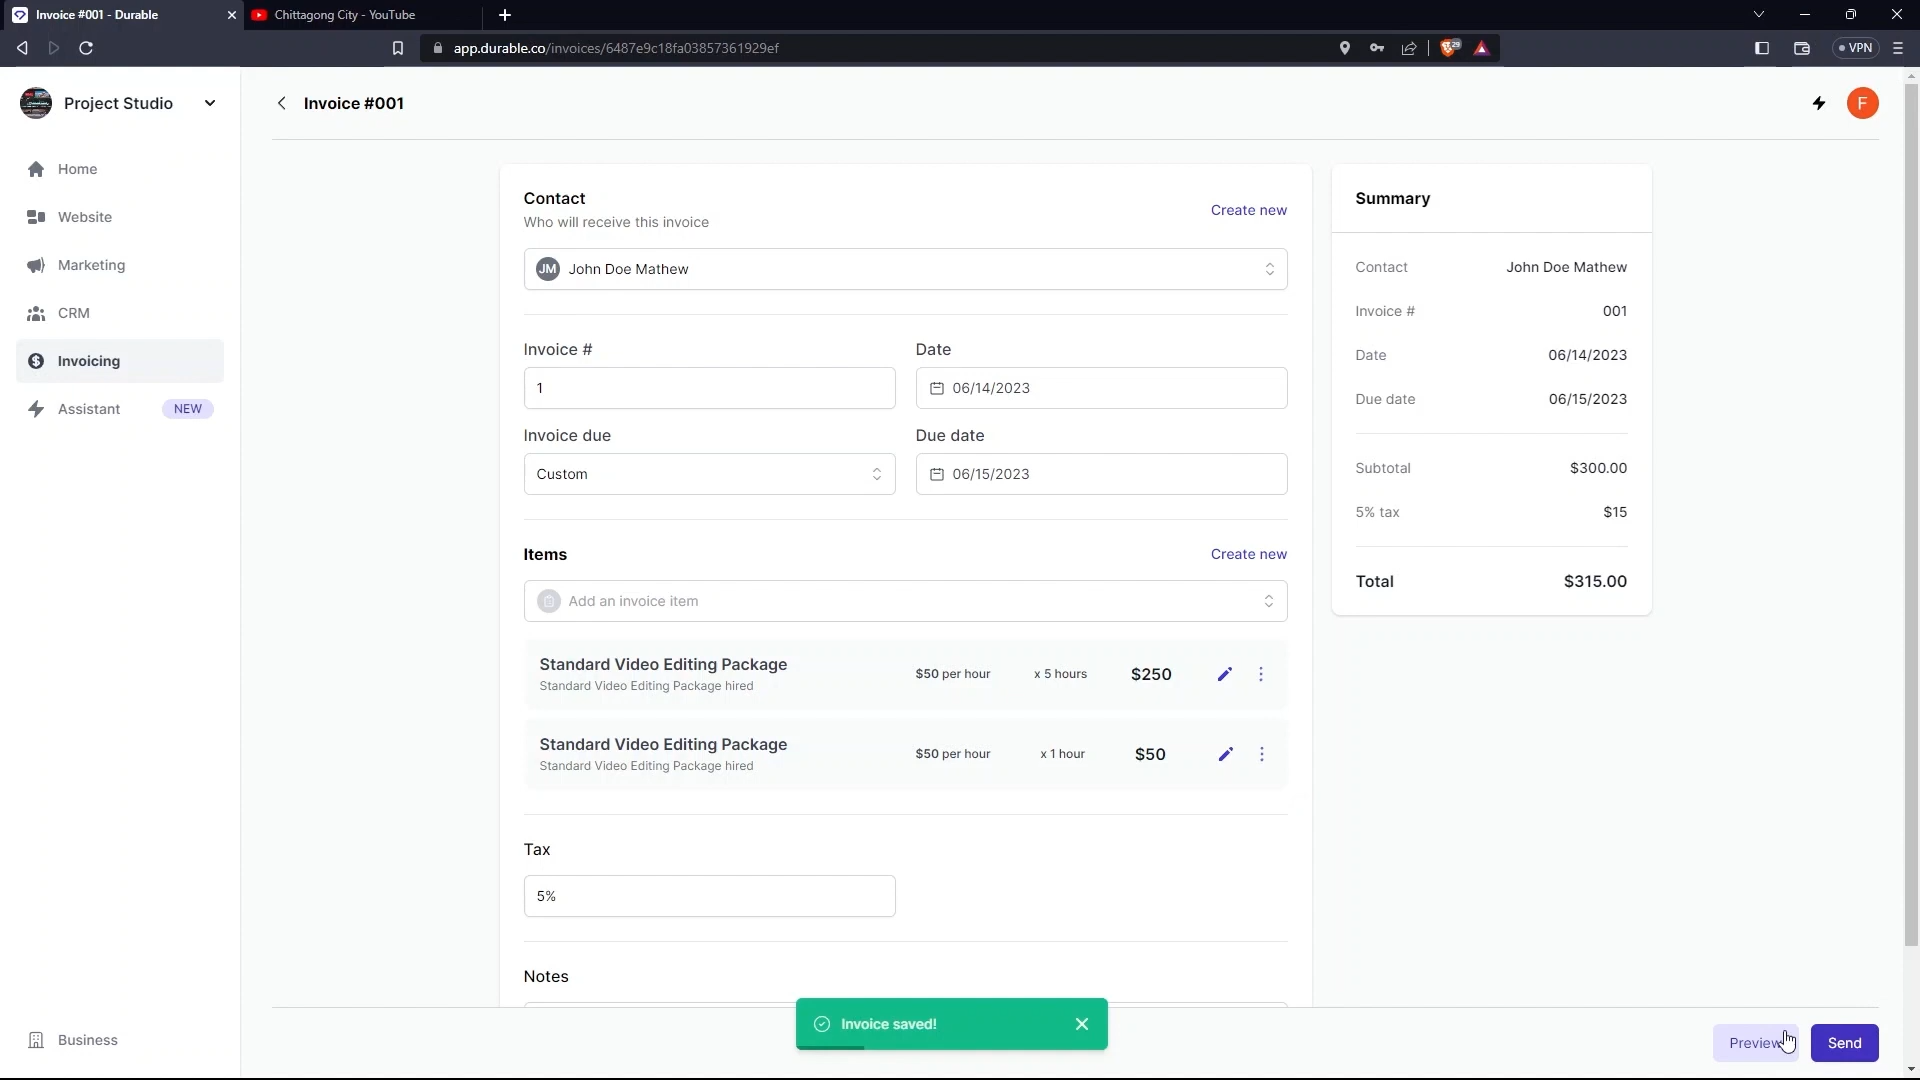 Invoice #001 - Durable
Chittagong City - YouTube
app.durable.co/invoices/6487e9c18fa03857361929ef
29
VPN
Project Studio
Invoice #001
F
Home
Website
Marketing
CRM
Invoicing
Assistant NEW
Business
Contact
Who will receive this invoice
Create new
JM John Doe Mathew
Invoice #
Date
1
06/14/2023
Invoice due
Due date
Custom
06/15/2023
Items
Create new
Add an invoice item
Standard Video Editing Package
Standard Video Editing Package hired
$50 per hour x 5 hours $250
Standard Video Editing Package
Standard Video Editing Package hired
$50 per hour x 1 hour $50
Tax
5%
Notes
Summary
Contact John Doe Mathew
Invoice # 001
Date 06/14/2023
Due date 06/15/2023
Subtotal $300.00
5% tax $15
Total $315.00
Invoice saved!
Preview
Send